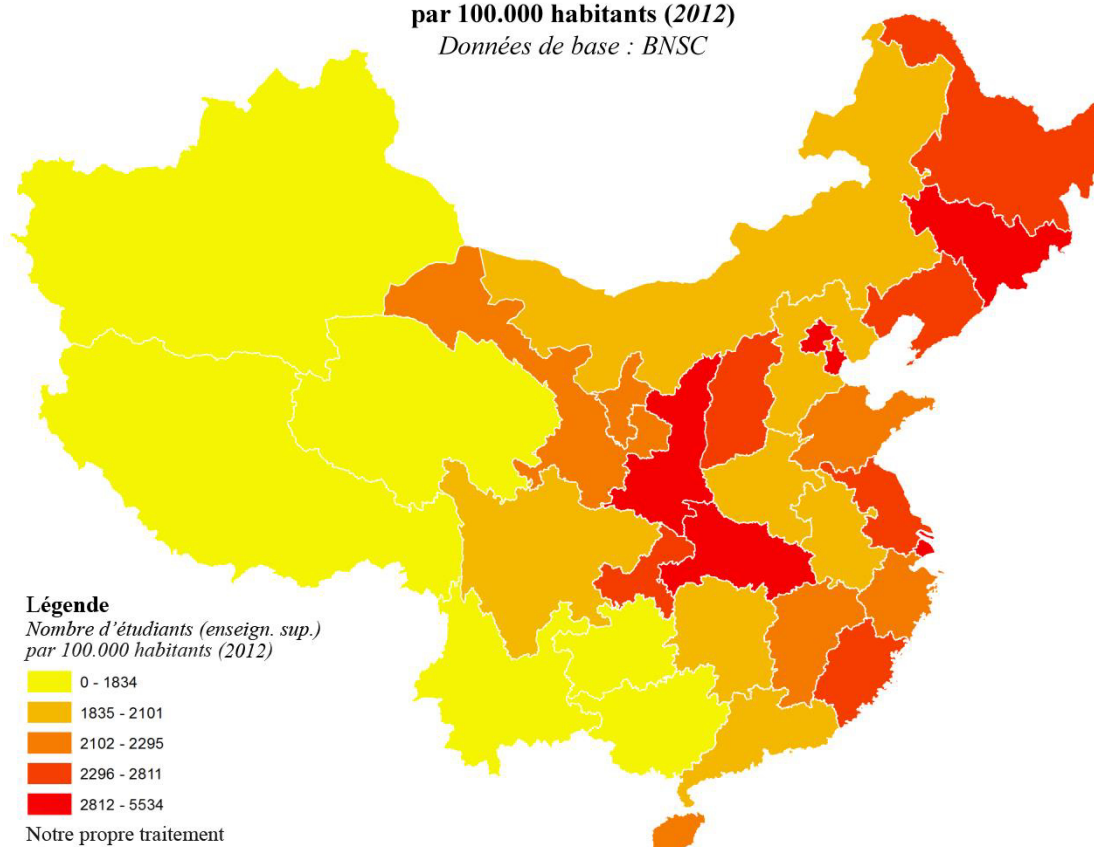 par 100.000 habitants (2012)
Données de base : BNSC
Légende
Nombre d'étudiants (enseign. sup.)
par 100.000 habitants (2012)
0 - 1834
1835 - 2101
2102 - 2295
2296 - 2811
2812 - 5534
Notre propre traitement